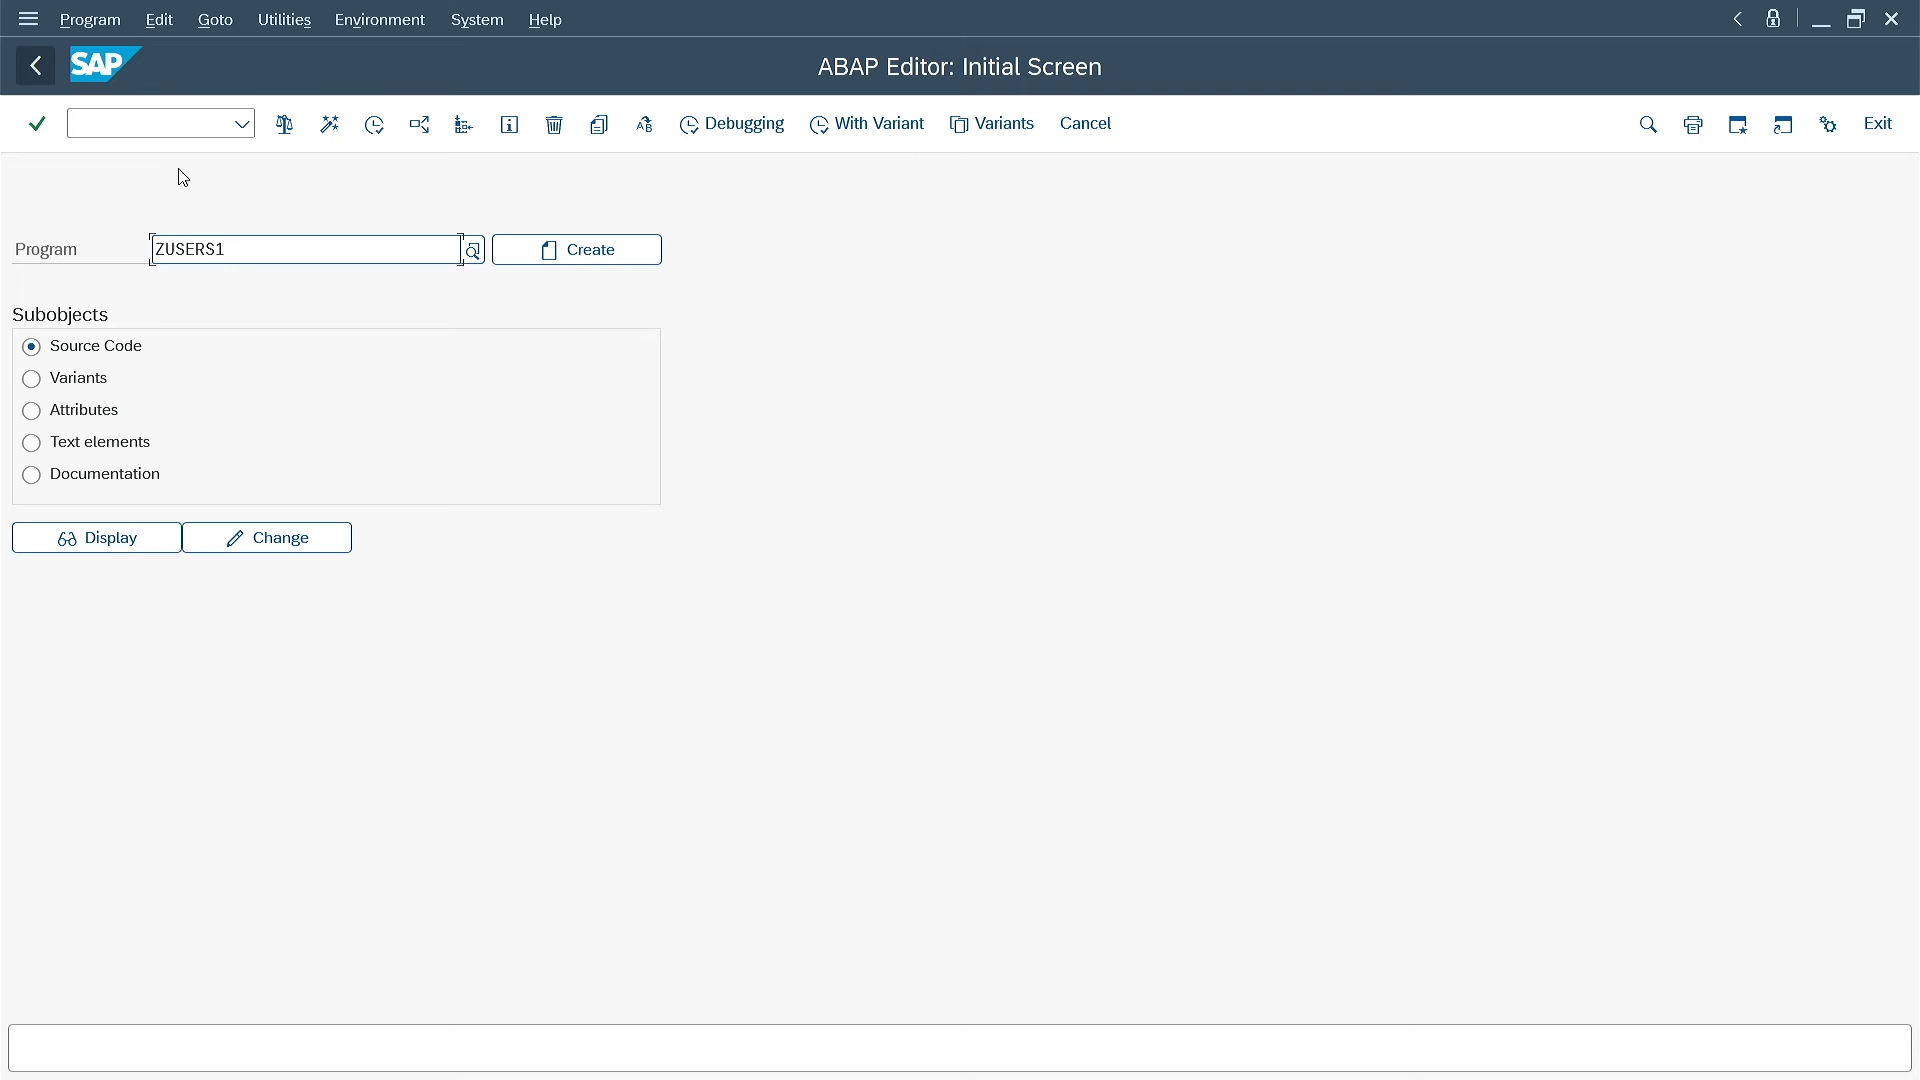 Program Edit Goto Utilities Environment System Help
SAP ABAP Editor: Initial Screen
Debugging With Variant Variants Cancel Exit
Program ZUSERS1 Create
Subobjects
Source Code
Variants
Attributes
Text elements
Documentation
Display Change